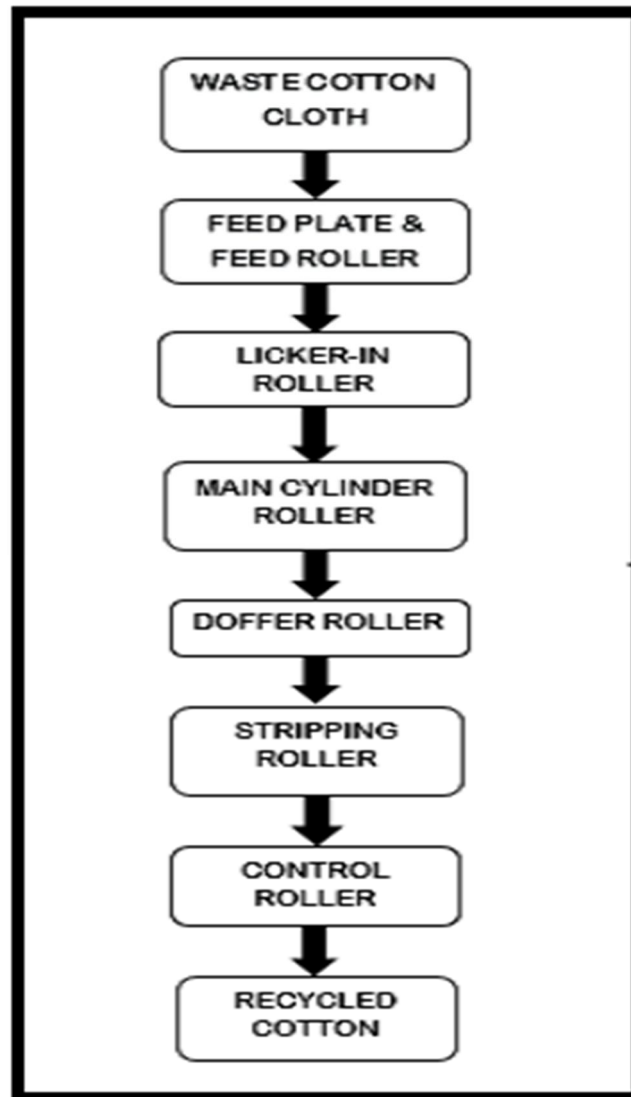 WASTE COTTON
CLOTH
FEED PLATE &
FEED ROLLER
LICKER-IN
ROLLER
MAIN CYLINDER
ROLLER
DOFFER ROLLER
STRIPPING
ROLLER
CONTROL
ROLLER
RECYCLED
COTTON